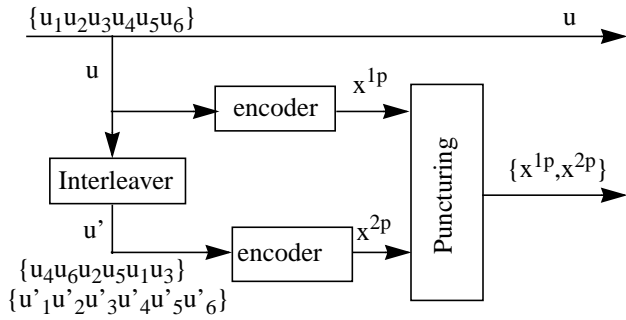 {u₁u₂u₃u₄u₅u₆}
u
u
x¹ᵖ
encoder
Interleaver
Puncturing
{x¹ᵖ,x²ᵖ}
u'
x²ᵖ
encoder
{u₄u₆u₂u₅u₁u₃}
{u'₁u'₂u'₃u'₄u'₅u'₆}